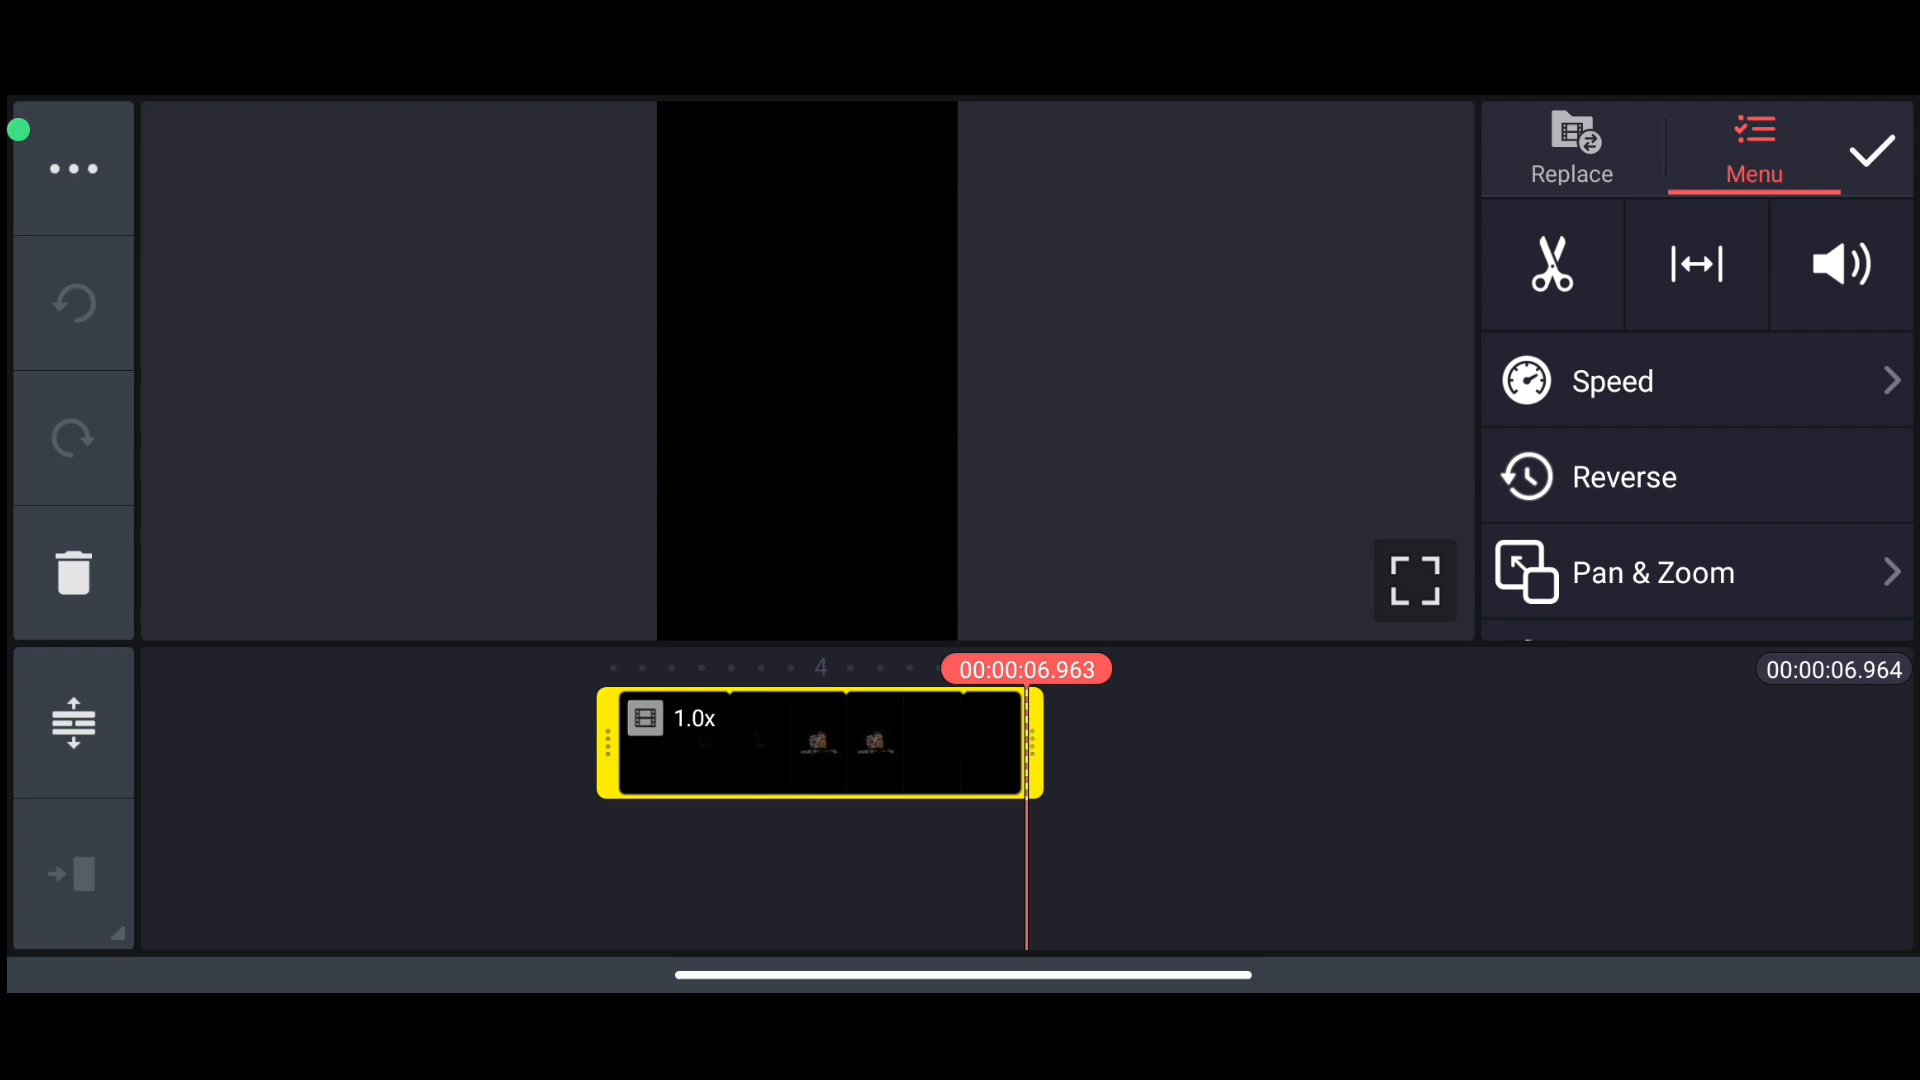 Replace
Menu
Speed
Reverse
Pan & Zoom
4
00:00:06.963
00:00:06.964
1.0x